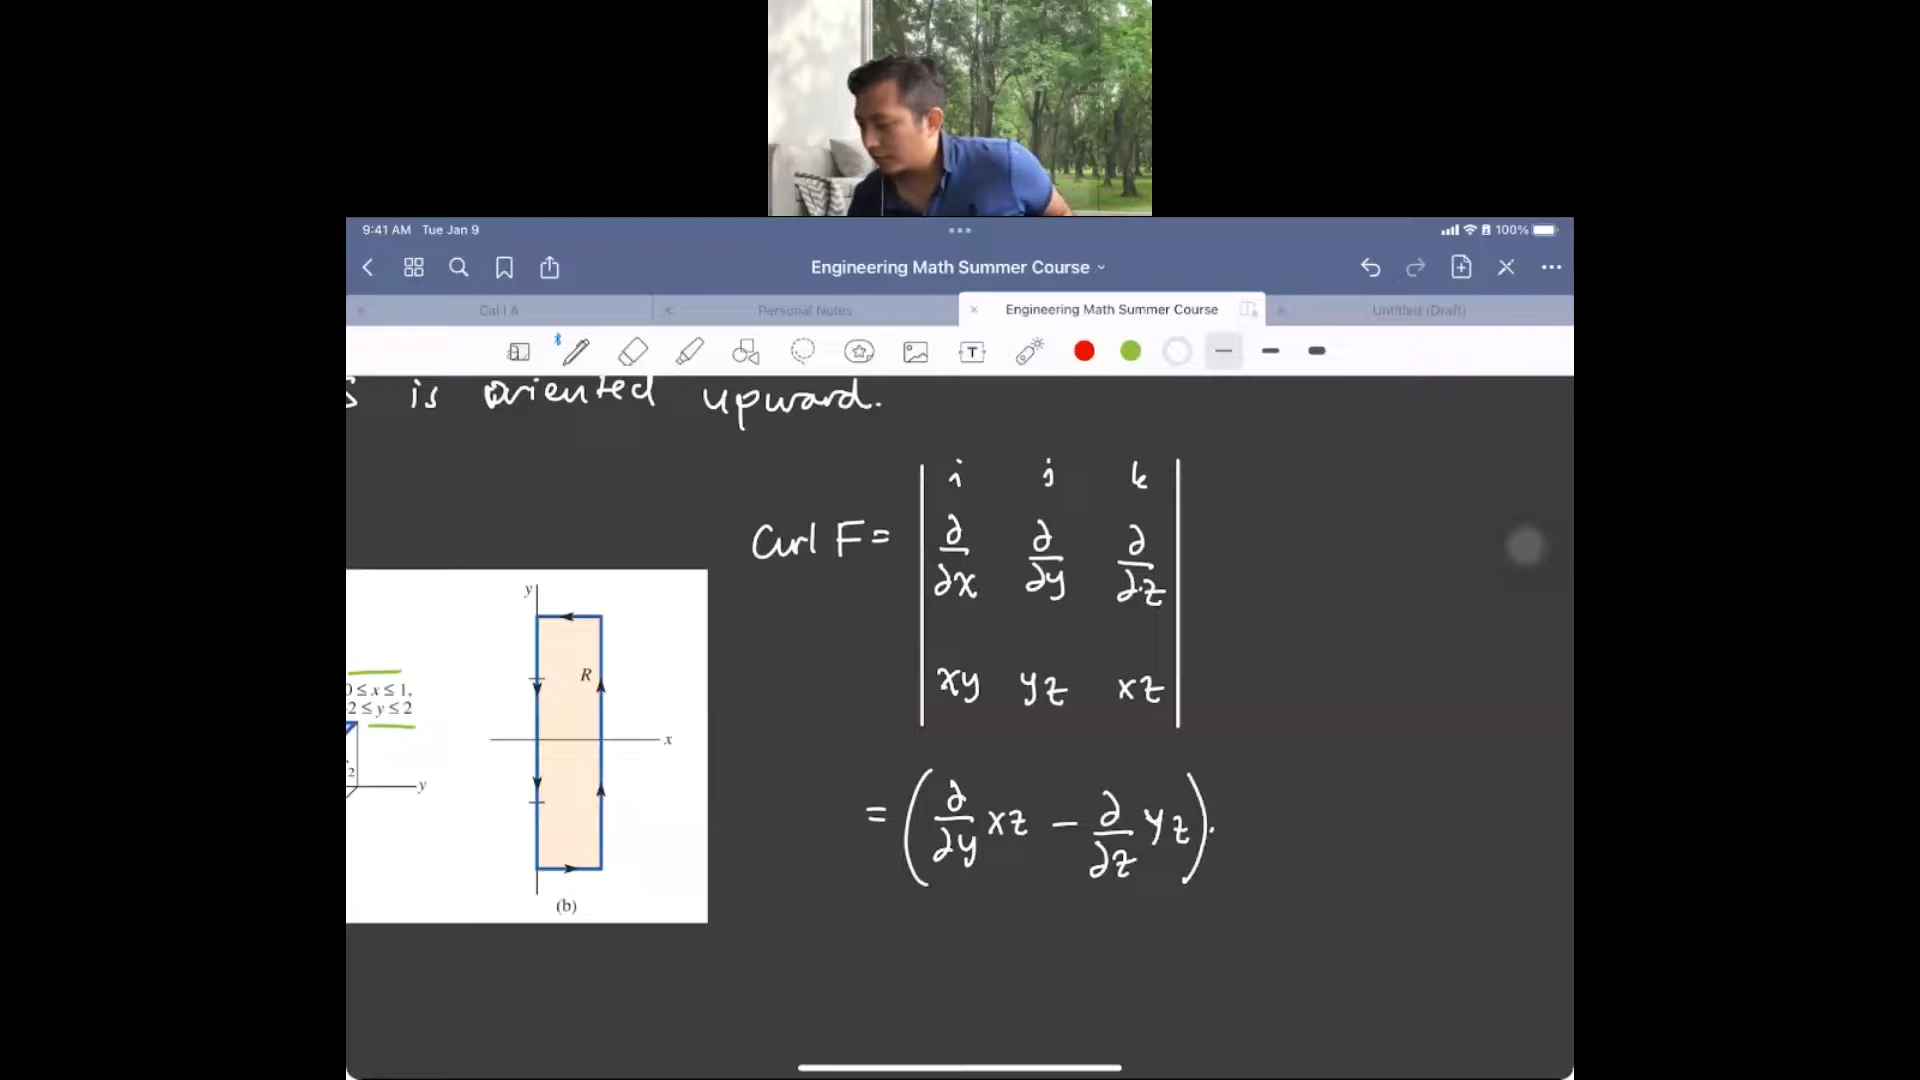 9:41 AM Tue Jan 9
100%
Engineering Math Summer Course
Cal I A
Personal Notes
Engineering Math Summer Course
Untitled (Draft)
T
is oriented upward.
i j k
Curl F = ∂/∂x ∂/∂y ∂/∂z
xy yz xz
= (∂/∂y xz − ∂/∂z yz).
y
R
0 ≤ x ≤ 1,
2 ≤ y ≤ 2
x
2
y
(b)